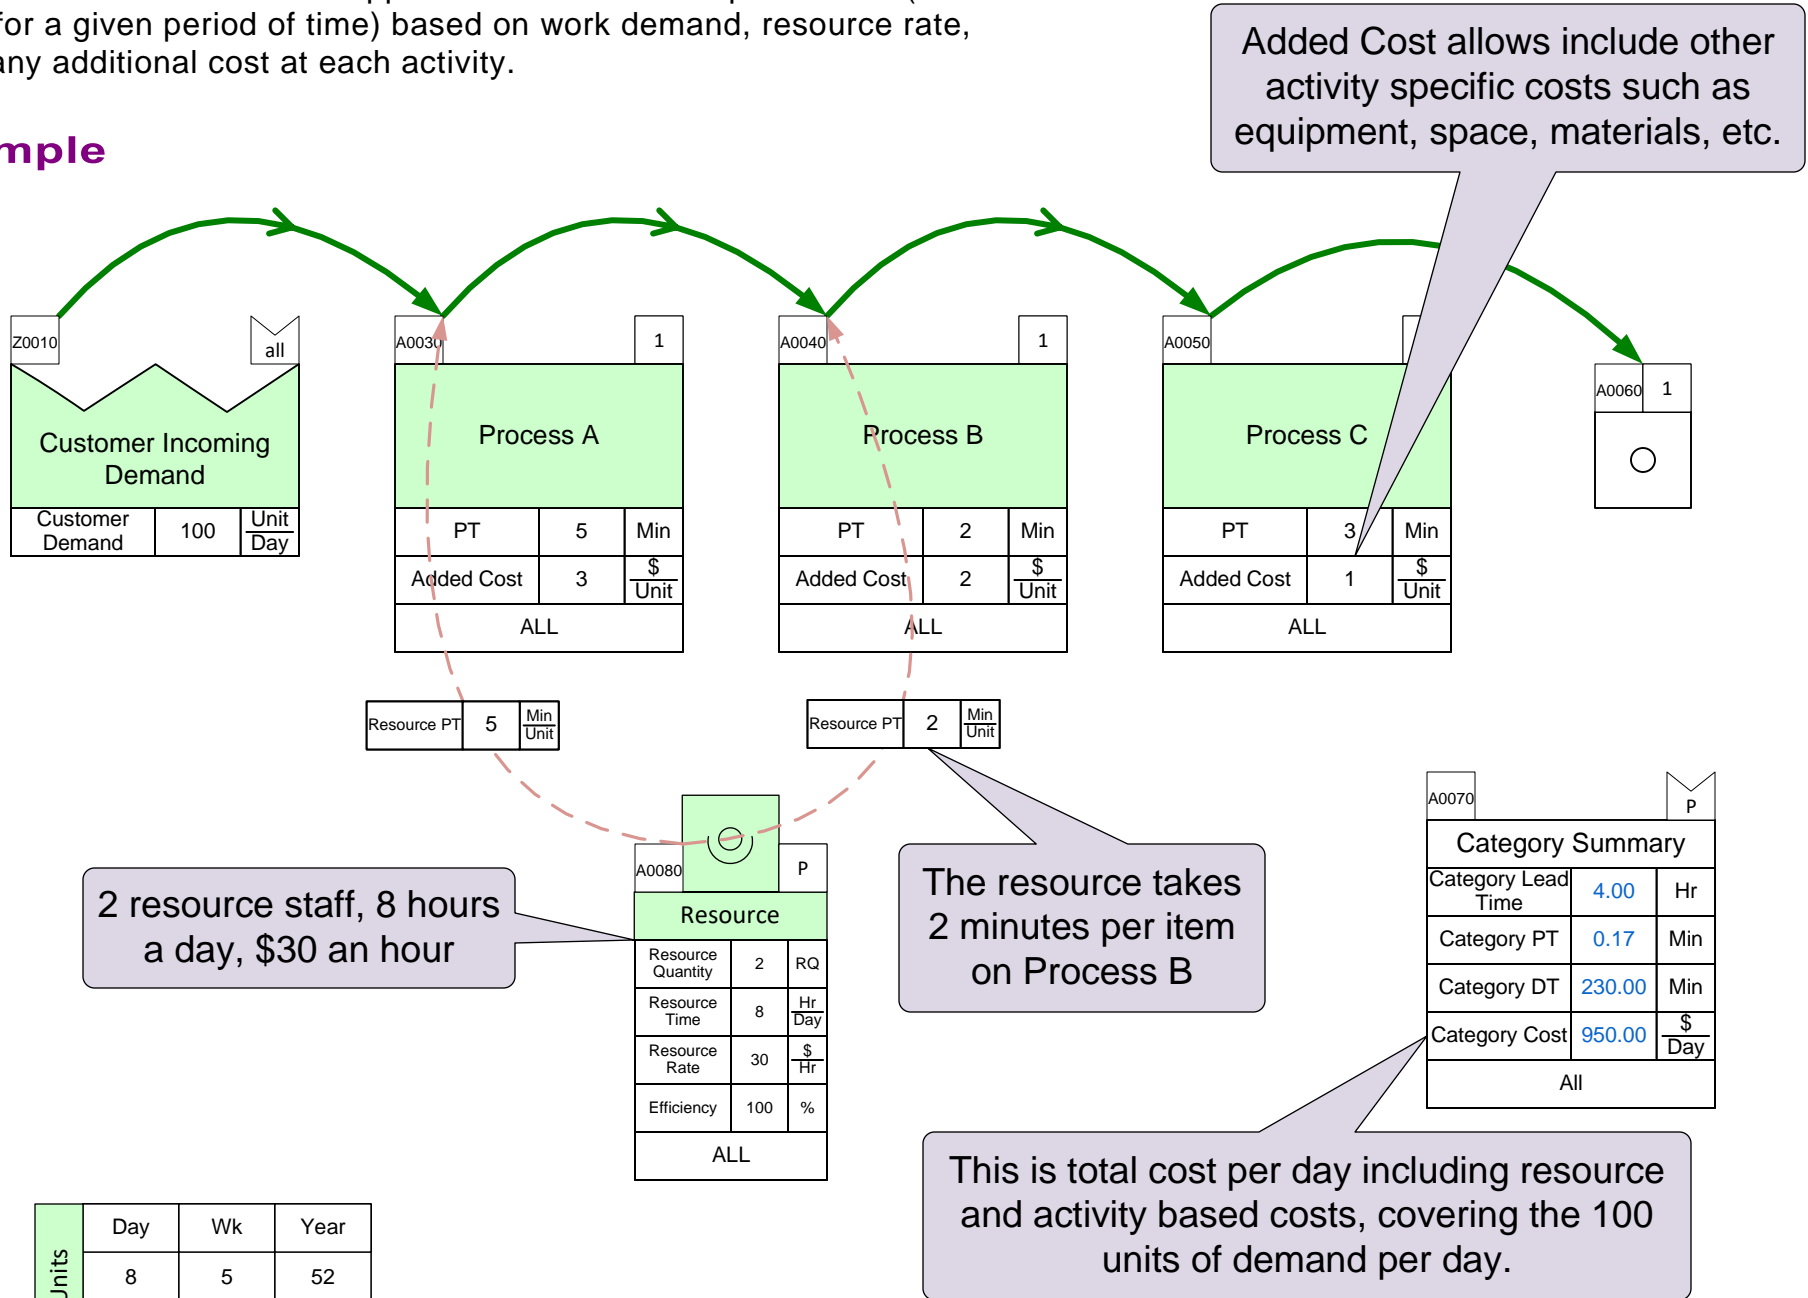 for a given period of time) based on work demand, resource rate,
any additional cost at each activity.
Added Cost allows include other
activity specific costs such as
equipment, space, materials, etc.
mple
Z0010
all
Customer Incoming
Demand
Customer
Demand
100
Unit
Day
A0030
1
Process A
PT
5
Min
Added Cost
3
$
Unit
ALL
A0040
1
Process B
PT
2
Min
Added Cost
2
$
Unit
ALL
A0050
Process C
PT
3
Min
Added Cost
1
$
Unit
ALL
A0060
1
Resource PT
5
Min
Unit
Resource PT
2
Min
Unit
2 resource staff, 8 hours
a day, $30 an hour
A0080
P
Resource
Resource
Quantity
2
RQ
Resource
Time
8
Hr
Day
Resource
Rate
30
$
Hr
Efficiency
100
%
ALL
The resource takes
2 minutes per item
on Process B
A0070
P
Category Summary
Category Lead
Time
4.00
Hr
Category PT
0.17
Min
Category DT
230.00
Min
Category Cost
950.00
$
Day
All
This is total cost per day including resource
and activity based costs, covering the 100
units of demand per day.
Units
Day
Wk
Year
8
5
52